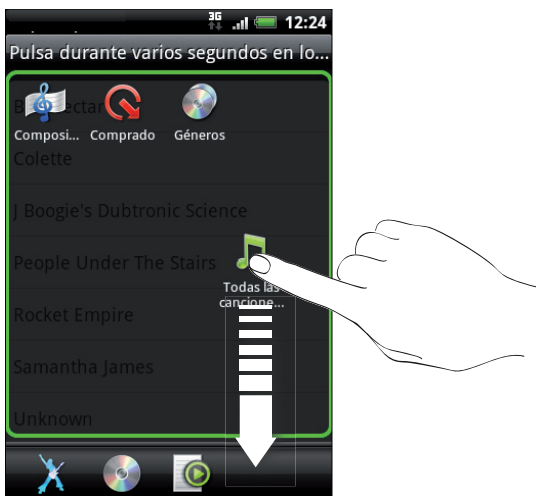 3G 12:24
Pulsa durante varios segundos en lo...
Composi... Comprado Géneros
Colette
J Boogie's Dubtronic Science
People Under The Stairs
Todas las
cancione...
Rocket Empire
Samantha James
Unknown